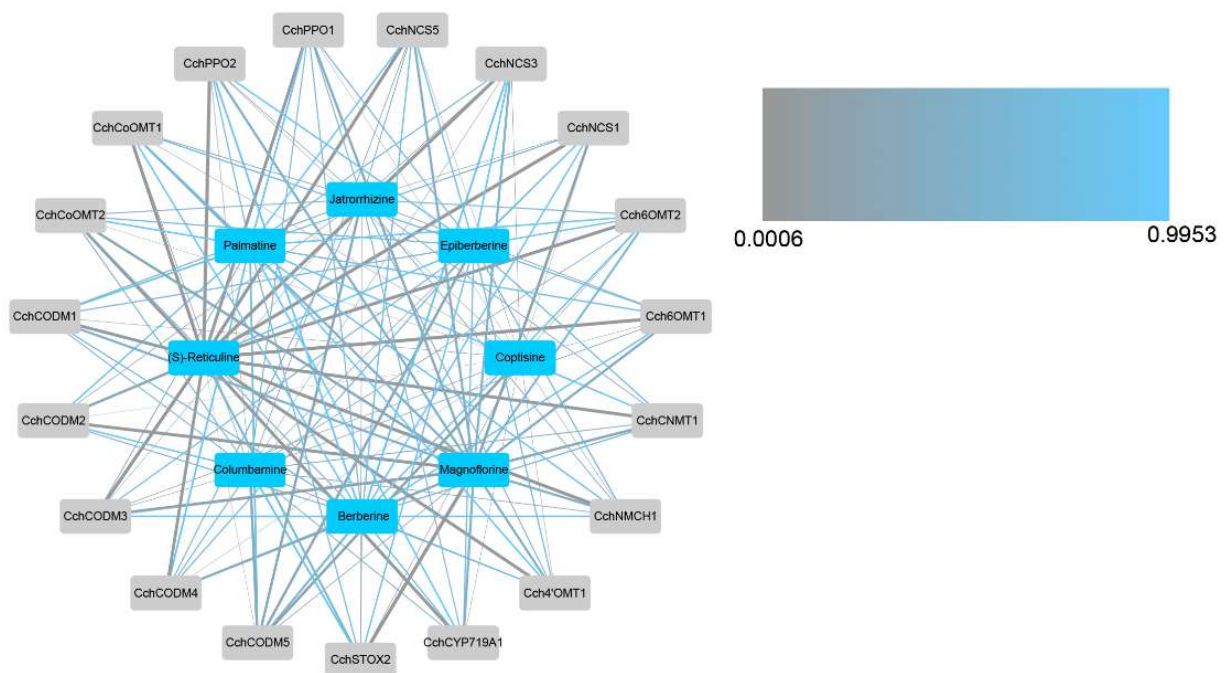 CchPPO1
CchNCS5
CchPPO2
CchNCS3
CchCoOMT1
CchNCS1
Jatrorrhizine
CchCoOMT2
Cch6OMT2
Palmatine
Epiberberine
CchCODM1
Cch6OMT1
(S)-Reticuline
Coptisine
CchCODM2
CchCNMT1
Columbamine
Magnoflorine
CchCODM3
Berberine
CchNMCH1
CchCODM4
Cch4'OMT1
CchCODM5
CchCYP719A1
CchSTOX2
0.0006
0.9953